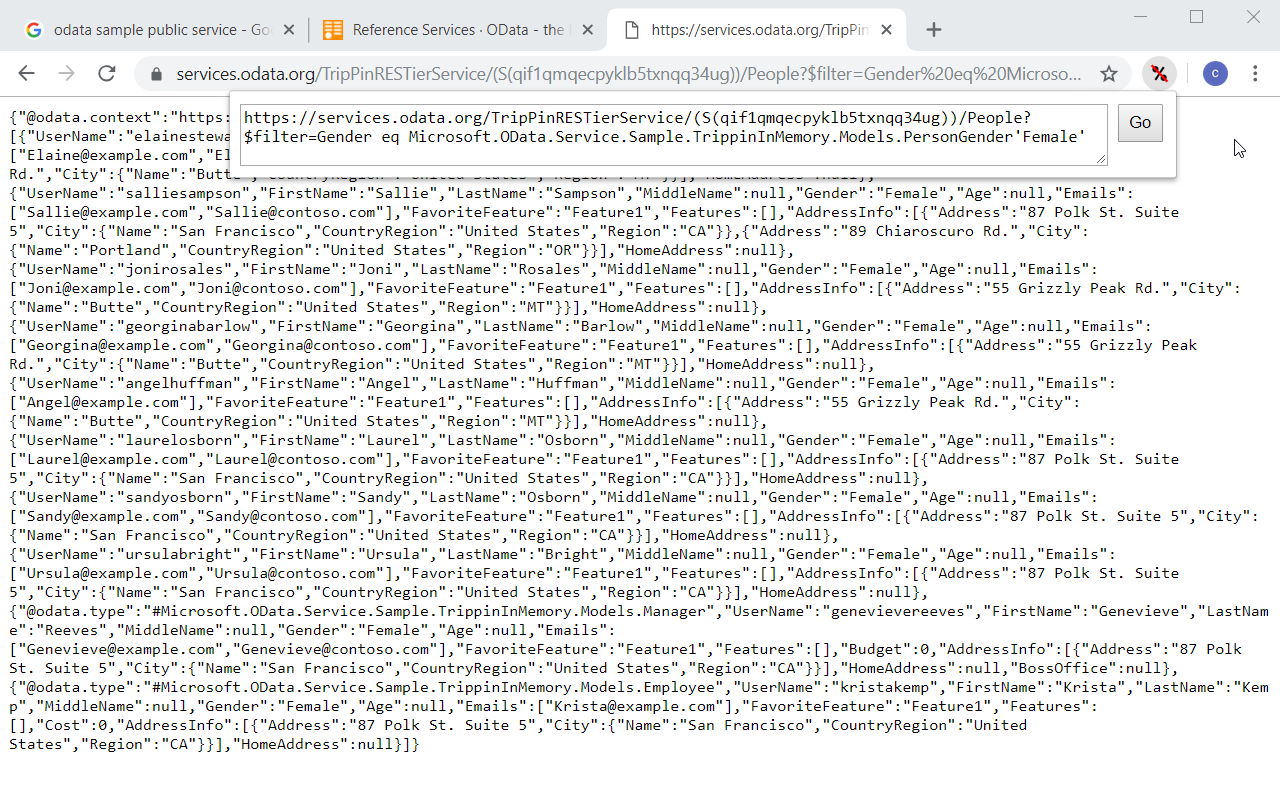 odata sample public service - Goo
Reference Services · OData - the
https://services.odata.org/TripPin
services.odata.org/TripPinRESTierService/(S(qif1qmqecpyklb5txnqq34ug))/People?$filter=Gender%20eq%20Microso...
C
{"@odata.context":"https:
https://services.odata.org/TripPinRESTierService/(S(qif1qmqecpyklb5txnqq34ug))/People?
$filter=Gender eq Microsoft.OData.Service.Sample.TrippinInMemory.Models.PersonGender'Female'
Go
[{"UserName":"elainestewa
["Elaine@example.com","El
Rd.","City":{"Name":"Butte","CountryRegion":"United States","Region":"MT"}}],"HomeAddress":null},
{"UserName":"salliesampson","FirstName":"Sallie","LastName":"Sampson","MiddleName":null,"Gender":"Female","Age":null,"Emails":
["Sallie@example.com","Sallie@contoso.com"],"FavoriteFeature":"Feature1","Features":[],"AddressInfo":[{"Address":"87 Polk St. Suite
5","City":{"Name":"San Francisco","CountryRegion":"United States","Region":"CA"}},{"Address":"89 Chiaroscuro Rd.","City":
{"Name":"Portland","CountryRegion":"United States","Region":"OR"}}],"HomeAddress":null},
{"UserName":"jonirosales","FirstName":"Joni","LastName":"Rosales","MiddleName":null,"Gender":"Female","Age":null,"Emails":
["Joni@example.com","Joni@contoso.com"],"FavoriteFeature":"Feature1","Features":[],"AddressInfo":[{"Address":"55 Grizzly Peak Rd.","City":
{"Name":"Butte","CountryRegion":"United States","Region":"MT"}}],"HomeAddress":null},
{"UserName":"georginabarlow","FirstName":"Georgina","LastName":"Barlow","MiddleName":null,"Gender":"Female","Age":null,"Emails":
["Georgina@example.com","Georgina@contoso.com"],"FavoriteFeature":"Feature1","Features":[],"AddressInfo":[{"Address":"55 Grizzly Peak
Rd.","City":{"Name":"Butte","CountryRegion":"United States","Region":"MT"}}],"HomeAddress":null},
{"UserName":"angelhuffman","FirstName":"Angel","LastName":"Huffman","MiddleName":null,"Gender":"Female","Age":null,"Emails":
["Angel@example.com"],"FavoriteFeature":"Feature1","Features":[],"AddressInfo":[{"Address":"55 Grizzly Peak Rd.","City":
{"Name":"Butte","CountryRegion":"United States","Region":"MT"}}],"HomeAddress":null},
{"UserName":"laurelosborn","FirstName":"Laurel","LastName":"Osborn","MiddleName":null,"Gender":"Female","Age":null,"Emails":
["Laurel@example.com","Laurel@contoso.com"],"FavoriteFeature":"Feature1","Features":[],"AddressInfo":[{"Address":"87 Polk St. Suite
5","City":{"Name":"San Francisco","CountryRegion":"United States","Region":"CA"}}],"HomeAddress":null},
{"UserName":"sandyosborn","FirstName":"Sandy","LastName":"Osborn","MiddleName":null,"Gender":"Female","Age":null,"Emails":
["Sandy@example.com","Sandy@contoso.com"],"FavoriteFeature":"Feature1","Features":[],"AddressInfo":[{"Address":"87 Polk St. Suite 5","City":
{"Name":"San Francisco","CountryRegion":"United States","Region":"CA"}}],"HomeAddress":null},
{"UserName":"ursulabright","FirstName":"Ursula","LastName":"Bright","MiddleName":null,"Gender":"Female","Age":null,"Emails":
["Ursula@example.com","Ursula@contoso.com"],"FavoriteFeature":"Feature1","Features":[],"AddressInfo":[{"Address":"87 Polk St. Suite
5","City":{"Name":"San Francisco","CountryRegion":"United States","Region":"CA"}}],"HomeAddress":null},
{"@odata.type":"#Microsoft.OData.Service.Sample.TrippinInMemory.Models.Manager","UserName":"genevievereeves","FirstName":"Genevieve","LastNam
e":"Reeves","MiddleName":null,"Gender":"Female","Age":null,"Emails":
["Genevieve@example.com","Genevieve@contoso.com"],"FavoriteFeature":"Feature1","Features":[],"Budget":0,"AddressInfo":[{"Address":"87 Polk
St. Suite 5","City":{"Name":"San Francisco","CountryRegion":"United States","Region":"CA"}}],"HomeAddress":null,"BossOffice":null},
{"@odata.type":"#Microsoft.OData.Service.Sample.TrippinInMemory.Models.Employee","UserName":"kristakemp","FirstName":"Krista","LastName":"Kem
p","MiddleName":null,"Gender":"Female","Age":null,"Emails":["Krista@example.com"],"FavoriteFeature":"Feature1","Features":
[],"Cost":0,"AddressInfo":[{"Address":"87 Polk St. Suite 5","City":{"Name":"San Francisco","CountryRegion":"United
States","Region":"CA"}}],"HomeAddress":null}]}